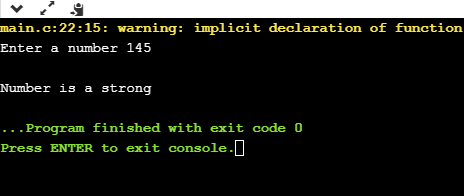 main.c:22:15: warning: implicit declaration of function
Enter a number 145
Number is a strong
...Program finished with exit code 0
Press ENTER to exit console.